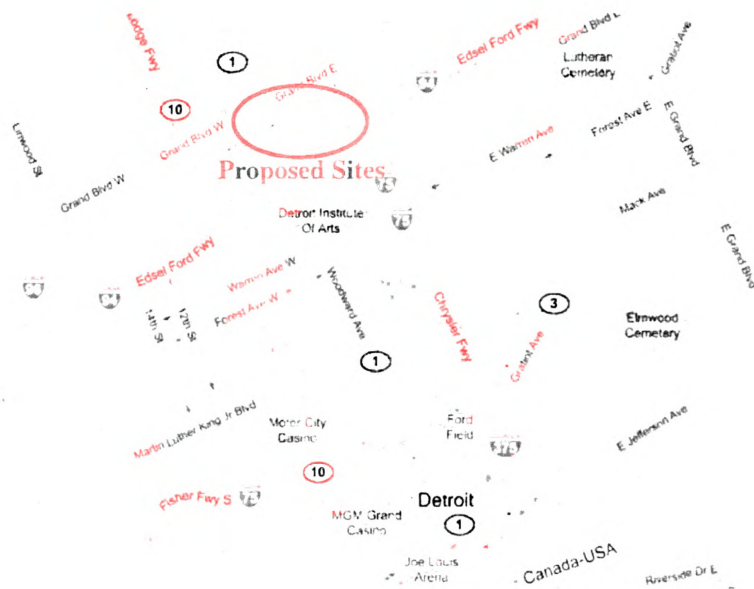 Lodge Fwy
1
Grand Blvd E
Edsel Ford Fwy
Grand Blvd E
Lutheran
Cemetery
Gratiot Ave
10
Linwood St
Grand Blvd W
Grand Blvd W
Proposed Sites
E Warren Ave
Forest Ave E
E Grand Blvd
75
Detroit Institute
Of Arts
75
Mack Ave
E Grand Blvd
Edsel Ford Fwy
Warren Ave W
Forest Ave W
Woodward Ave
14th St
12th St
Chrysler Fwy
3
Gratiot Ave
Elmwood
Cemetery
1
Martin Luther King Jr Blvd
Motor City
Casino
Ford
Field
375
E Jefferson Ave
10
Fisher Fwy S
75
MGM Grand
Casino
Detroit
1
Joe Louis
Arena
Canada-USA
Riverside Dr E